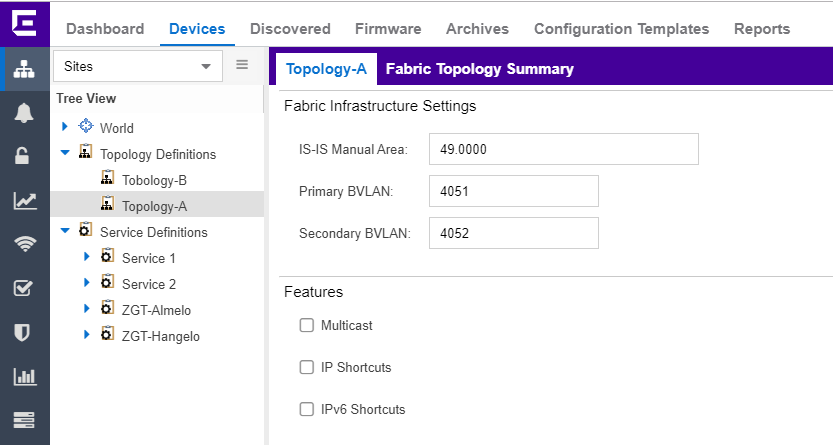 Dashboard Devices Discovered Firmware Archives Configuration Templates Reports
Sites
Topology-A Fabric Topology Summary
Tree View
World
Topology Definitions
Tobology-B
Topology-A
Service Definitions
Service 1
Service 2
ZGT-Almelo
ZGT-Hangelo
Fabric Infrastructure Settings
IS-IS Manual Area: 49.0000
Primary BVLAN: 4051
Secondary BVLAN: 4052
Features
Multicast
IP Shortcuts
IPv6 Shortcuts